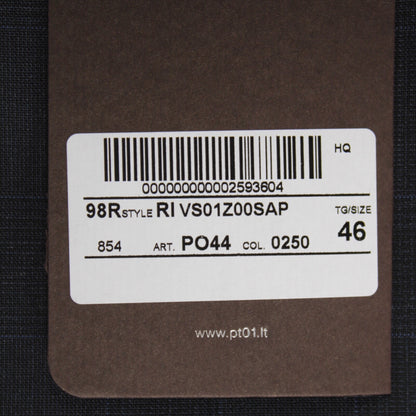 HQ
000000000002593604
98R STYLE RI VS01Z00SAP TG/SIZE
854 ART. PO44 COL. 0250 46
www.pt01.it